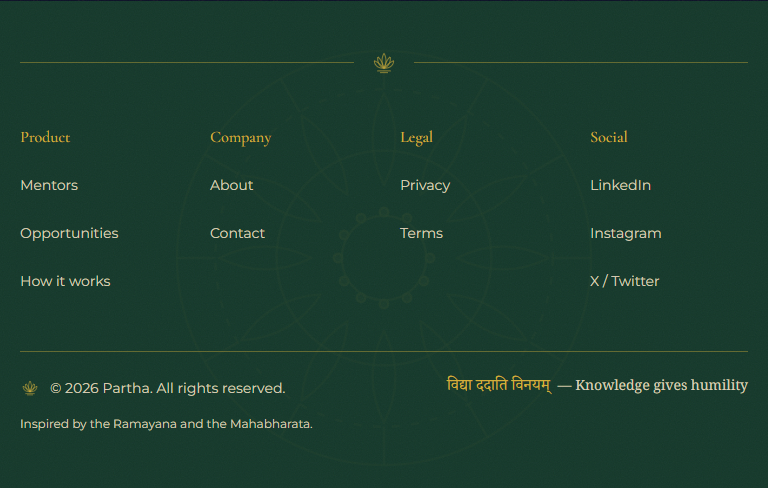 Product
Mentors
Opportunities
How it works
Company
About
Contact
Legal
Privacy
Terms
Social
LinkedIn
Instagram
X / Twitter
© 2026 Partha. All rights reserved.
Inspired by the Ramayana and the Mahabharata.
विद्या ददाति विनयम् — Knowledge gives humility